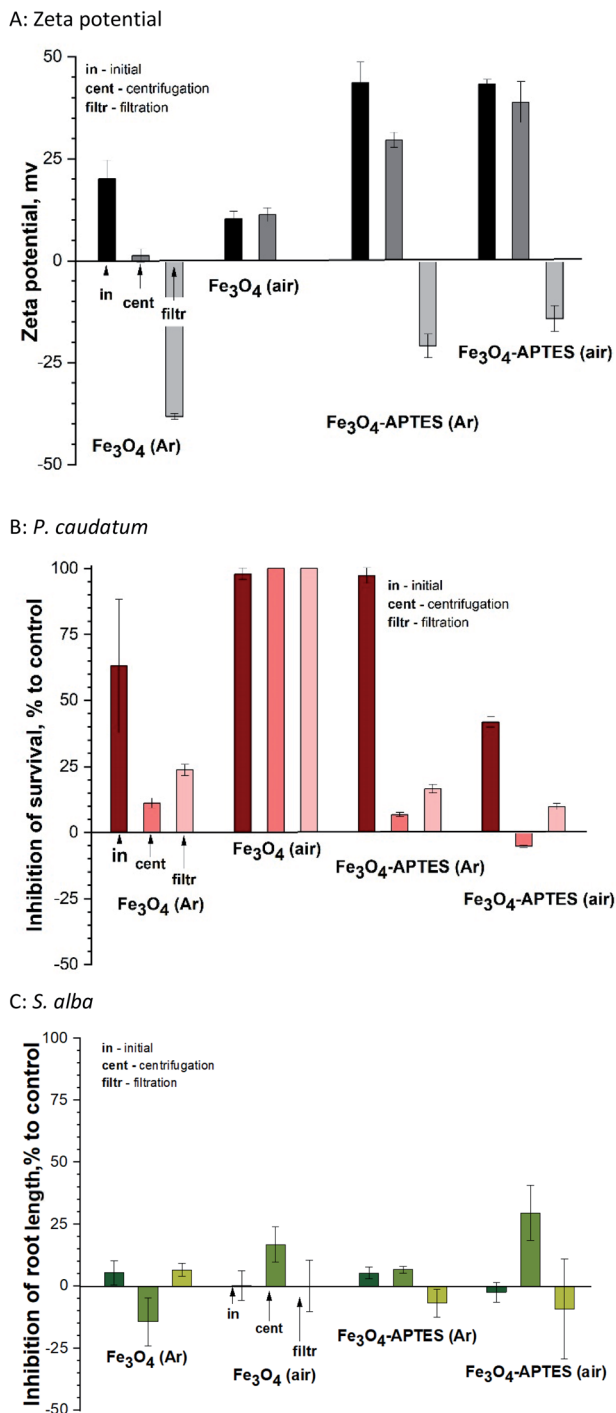 A: Zeta potential
in - initial
cent - centrifugation
filtr - filtration
Zeta potential, mv
50
25
0
-25
-50
in
cent
filtr
Fe3O4 (Ar)
Fe3O4 (air)
Fe3O4-APTES (Ar)
Fe3O4-APTES (air)
B: P. caudatum
in - initial
cent - centrifugation
filtr - filtration
Inhibition of survival, % to control
100
75
50
25
0
-25
-50
in
cent
filtr
Fe3O4 (Ar)
Fe3O4 (air)
Fe3O4-APTES (Ar)
Fe3O4-APTES (air)
C: S. alba
in - initial
cent - centrifugation
filtr - filtration
Inhibition of root length,% to control
100
75
50
25
0
-25
-50
Fe3O4 (Ar)
in
cent
filtr
Fe3O4 (air)
Fe3O4-APTES (Ar)
Fe3O4-APTES (air)